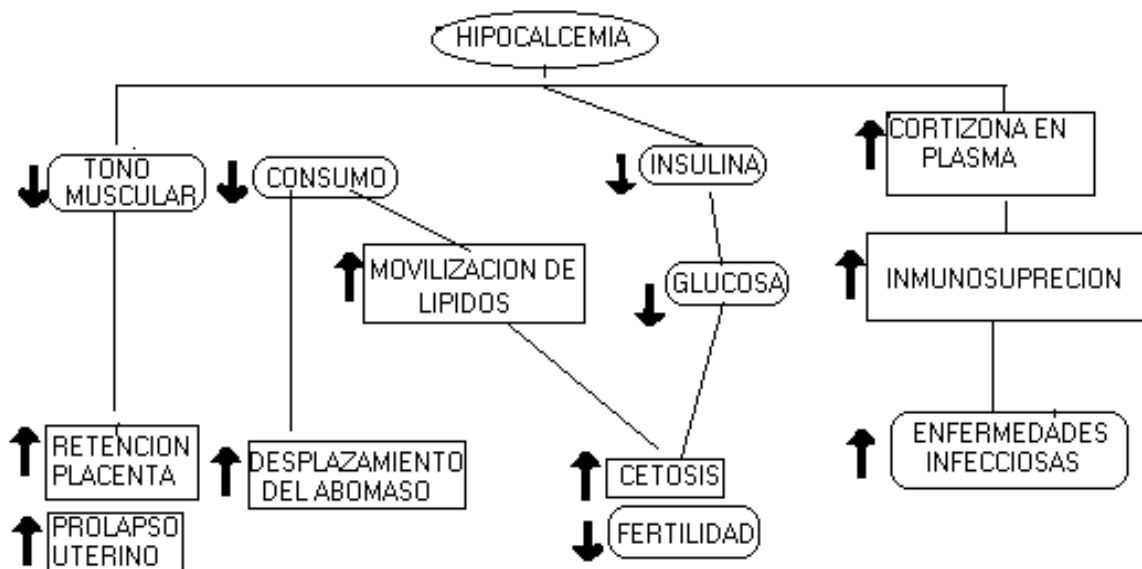 HIPOCALCEMIA
TONO
MUSCULAR
CONSUMO
INSULINA
CORTIZONA EN
PLASMA
MOVILIZACION DE
LIPIDOS
GLUCOSA
INMUNOSUPRECION
RETENCION
PLACENTA
DESPLAZAMIENTO
DEL ABOMASO
CETOSIS
ENFERMEDADES
INFECCIOSAS
PROLAPSO
UTERINO
FERTILIDAD